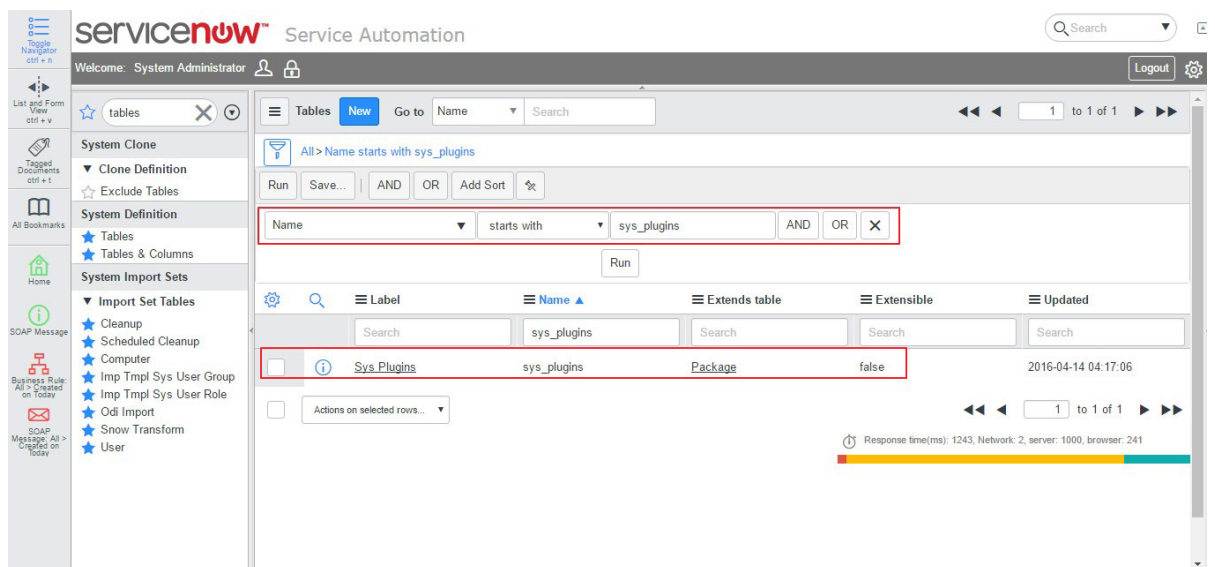 Toggle
Navigator
ctrl + n
List and Form
View
ctrl + v
Tagged
Documents
ctrl + t
All Bookmarks
Home
SOAP Message
Business Rule:
All > Created
on Today
SOAP
Message: All >
Created on
Today
servicenow™ Service Automation
Search
Welcome: System Administrator
Logout
tables
System Clone
Clone Definition
Exclude Tables
System Definition
Tables
Tables & Columns
System Import Sets
Import Set Tables
Cleanup
Scheduled Cleanup
Computer
Imp Tmpl Sys User Group
Imp Tmpl Sys User Role
Odi Import
Snow Transform
User
Tables New Go to Name Search 1 to 1 of 1
All > Name starts with sys_plugins
Run Save... AND OR Add Sort
Name starts with sys_plugins AND OR
Run
Label Name Extends table Extensible Updated
Search sys_plugins Search Search Search
Sys Plugins sys_plugins Package false 2016-04-14 04:17:06
Actions on selected rows... 1 to 1 of 1
Response time(ms): 1243, Network: 2, server: 1000, browser: 241